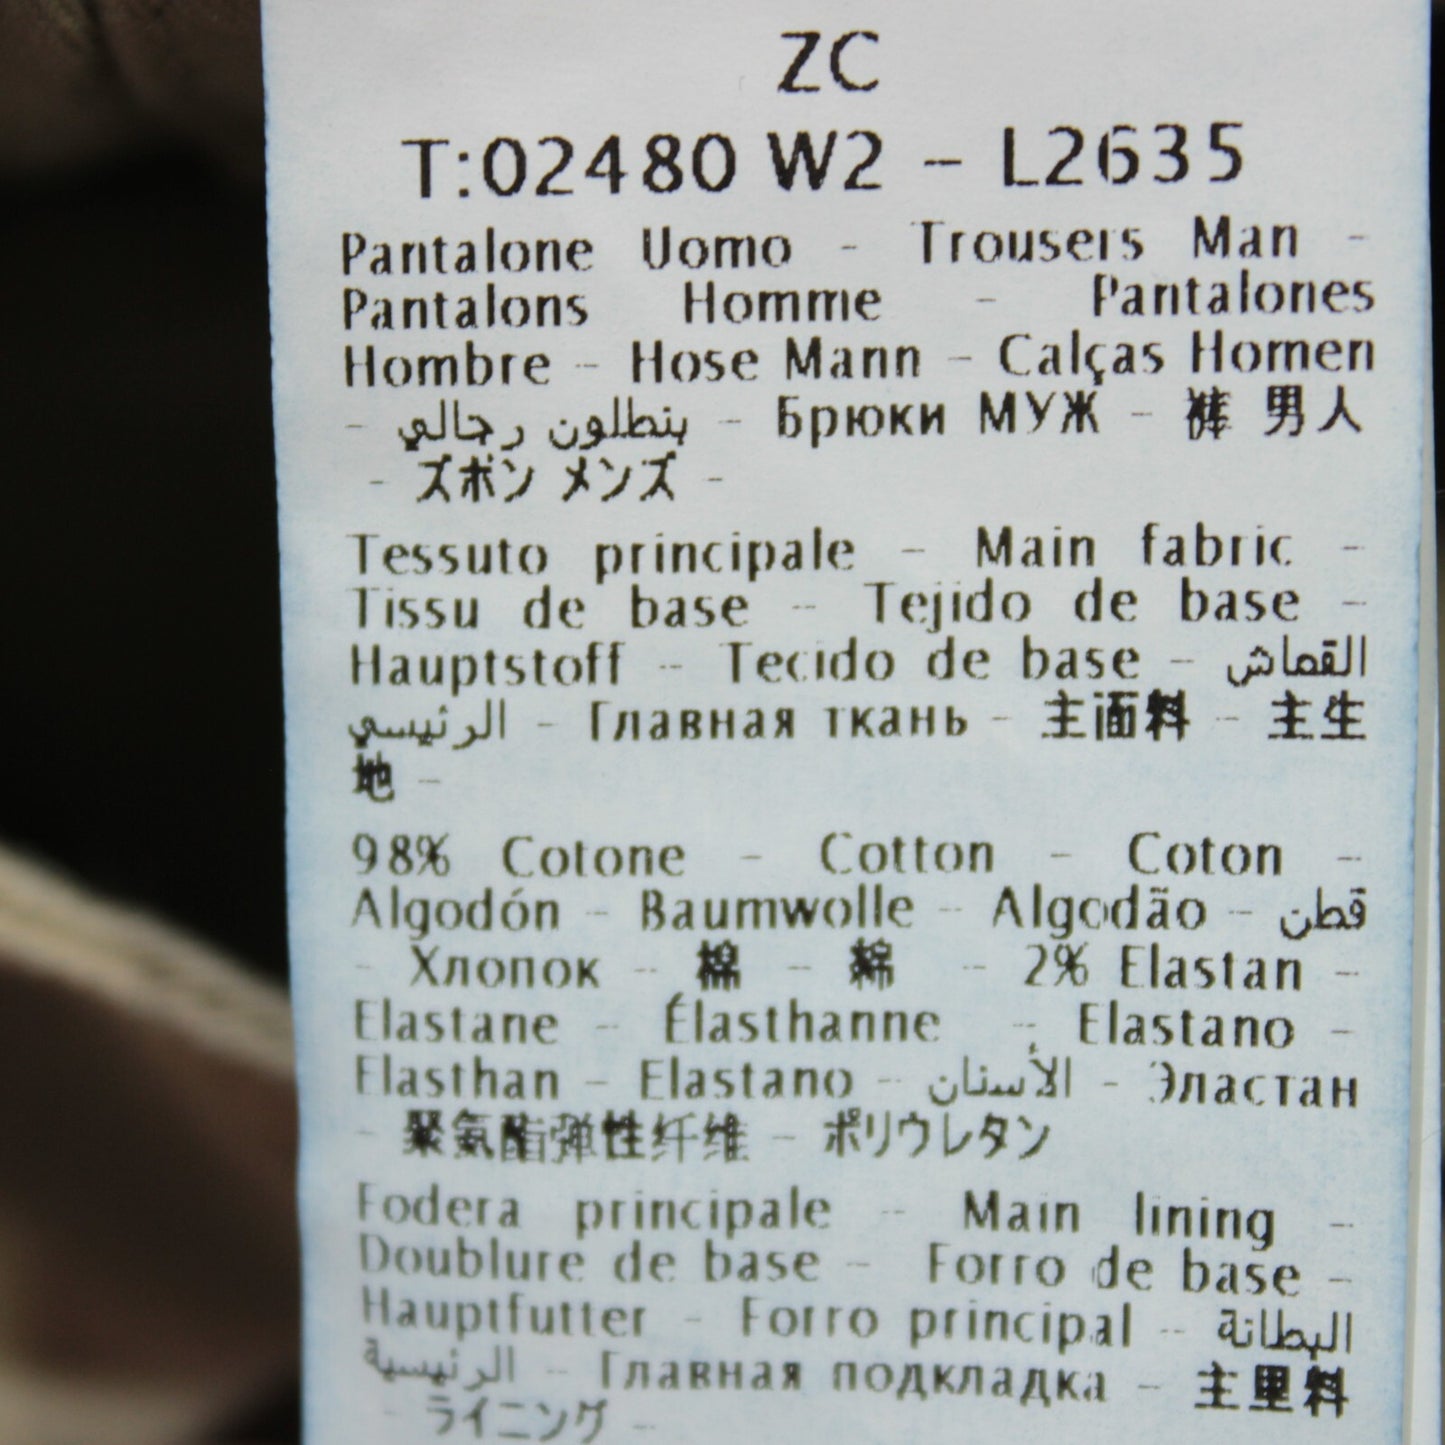 ZC
T:02480 W2 - L2635
Pantalone Uomo - Trousers Man -
Pantalons Homme - Pantalones
Hombre - Hose Mann - Calças Homen
- بنطلون رجالي - Брюки МУЖ - 裤 男人
- ズボン メンズ -
Tessuto principale - Main fabric -
Tissu de base - Tejido de base -
Hauptstoff - Tecido de base - القماش
الرئيسي - Главная ткань - 主面料 - 主生
地 -
98% Cotone - Cotton - Coton -
Algodón - Baumwolle - Algodão - قطن
- Хлопок - 棉 - 綿 - 2% Elastan -
Elastane - Élasthanne - Elastano -
Elasthan - Elastano - الأسنان - Эластан
- 聚氨酯弹性纤维 - ポリウレタン
Fodera principale - Main lining -
Doublure de base - Forro de base -
Hauptfutter - Forro principal - البطانة
الرئيسية - Главная подкладка - 主里料
- ライニング -